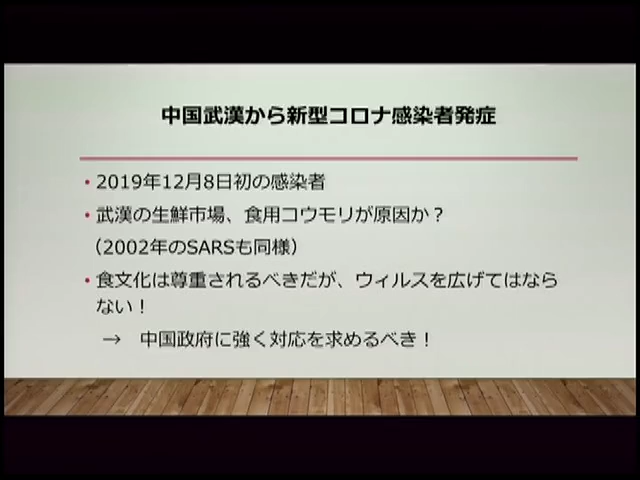 中国武漢から新型コロナ感染者発症
・2019年12月8日初の感染者
・武漢の生鮮市場、食用コウモリが原因か？
（2002年のSARSも同様）
・食文化は尊重されるべきだが、ウィルスを広げてはなら
ない！
→　中国政府に強く対応を求めるべき！